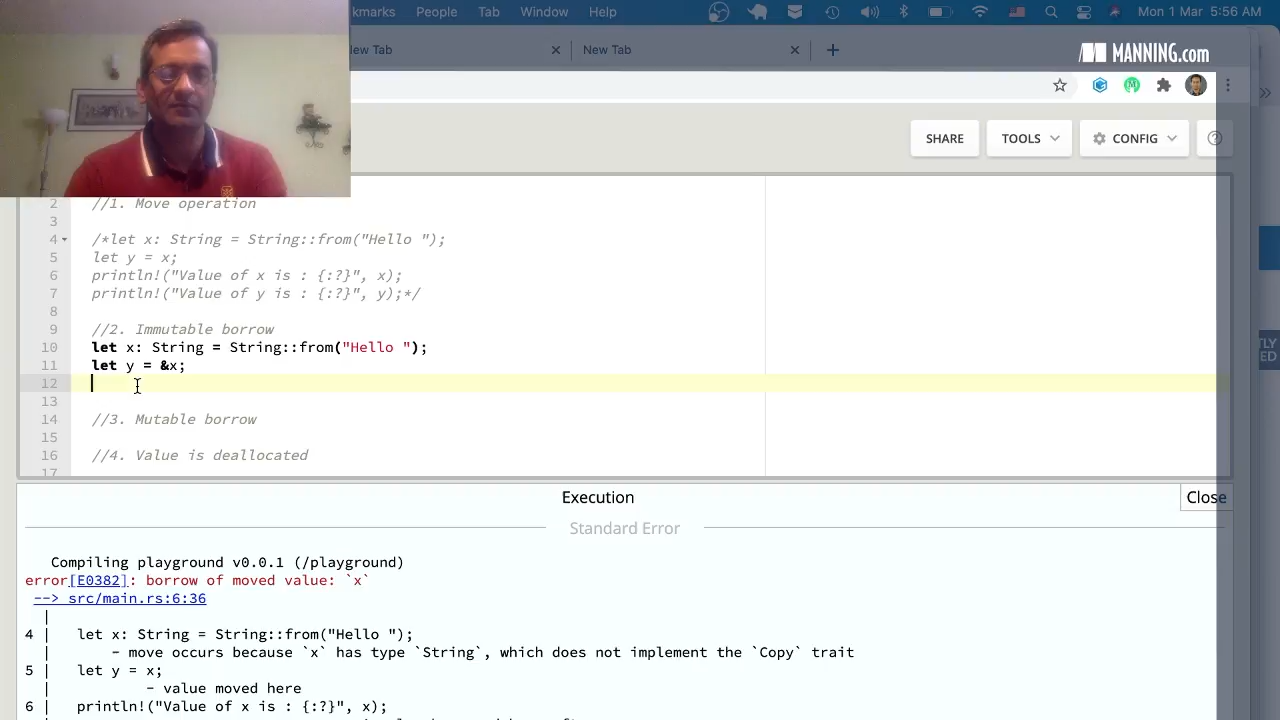 kmarks People Tab Window Help Mon 1 Mar 5:56 AM
New Tab New Tab
MANNING.com
SHARE TOOLS CONFIG
2 //1. Move operation
3
4 /*let x: String = String::from("Hello ");
5 let y = x;
6 println!("Value of x is : {:?}", x);
7 println!("Value of y is : {:?}", y);*/
8
9 //2. Immutable borrow
10 let x: String = String::from("Hello ");
11 let y = &x;
12
13
14 //3. Mutable borrow
15
16 //4. Value is deallocated
17
Execution
Close
Standard Error
Compiling playground v0.0.1 (/playground)
error[E0382]: borrow of moved value: `x`
--> src/main.rs:6:36
|
4 | let x: String = String::from("Hello ");
| - move occurs because `x` has type `String`, which does not implement the `Copy` trait
5 | let y = x;
| - value moved here
6 | println!("Value of x is : {:?}", x);